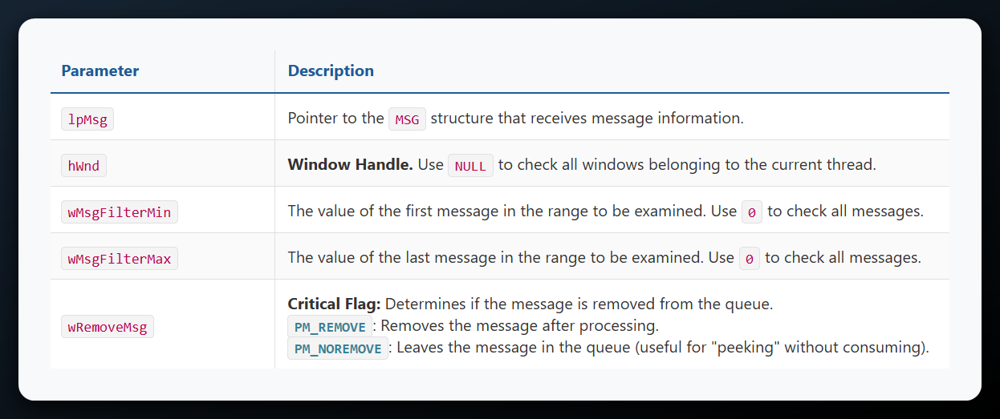 Parameter Description
lpMsg Pointer to the MSG structure that receives message information.
hWnd Window Handle. Use NULL to check all windows belonging to the current thread.
wMsgFilterMin The value of the first message in the range to be examined. Use 0 to check all messages.
wMsgFilterMax The value of the last message in the range to be examined. Use 0 to check all messages.
wRemoveMsg Critical Flag: Determines if the message is removed from the queue.
PM_REMOVE: Removes the message after processing.
PM_NOREMOVE: Leaves the message in the queue (useful for "peeking" without consuming).